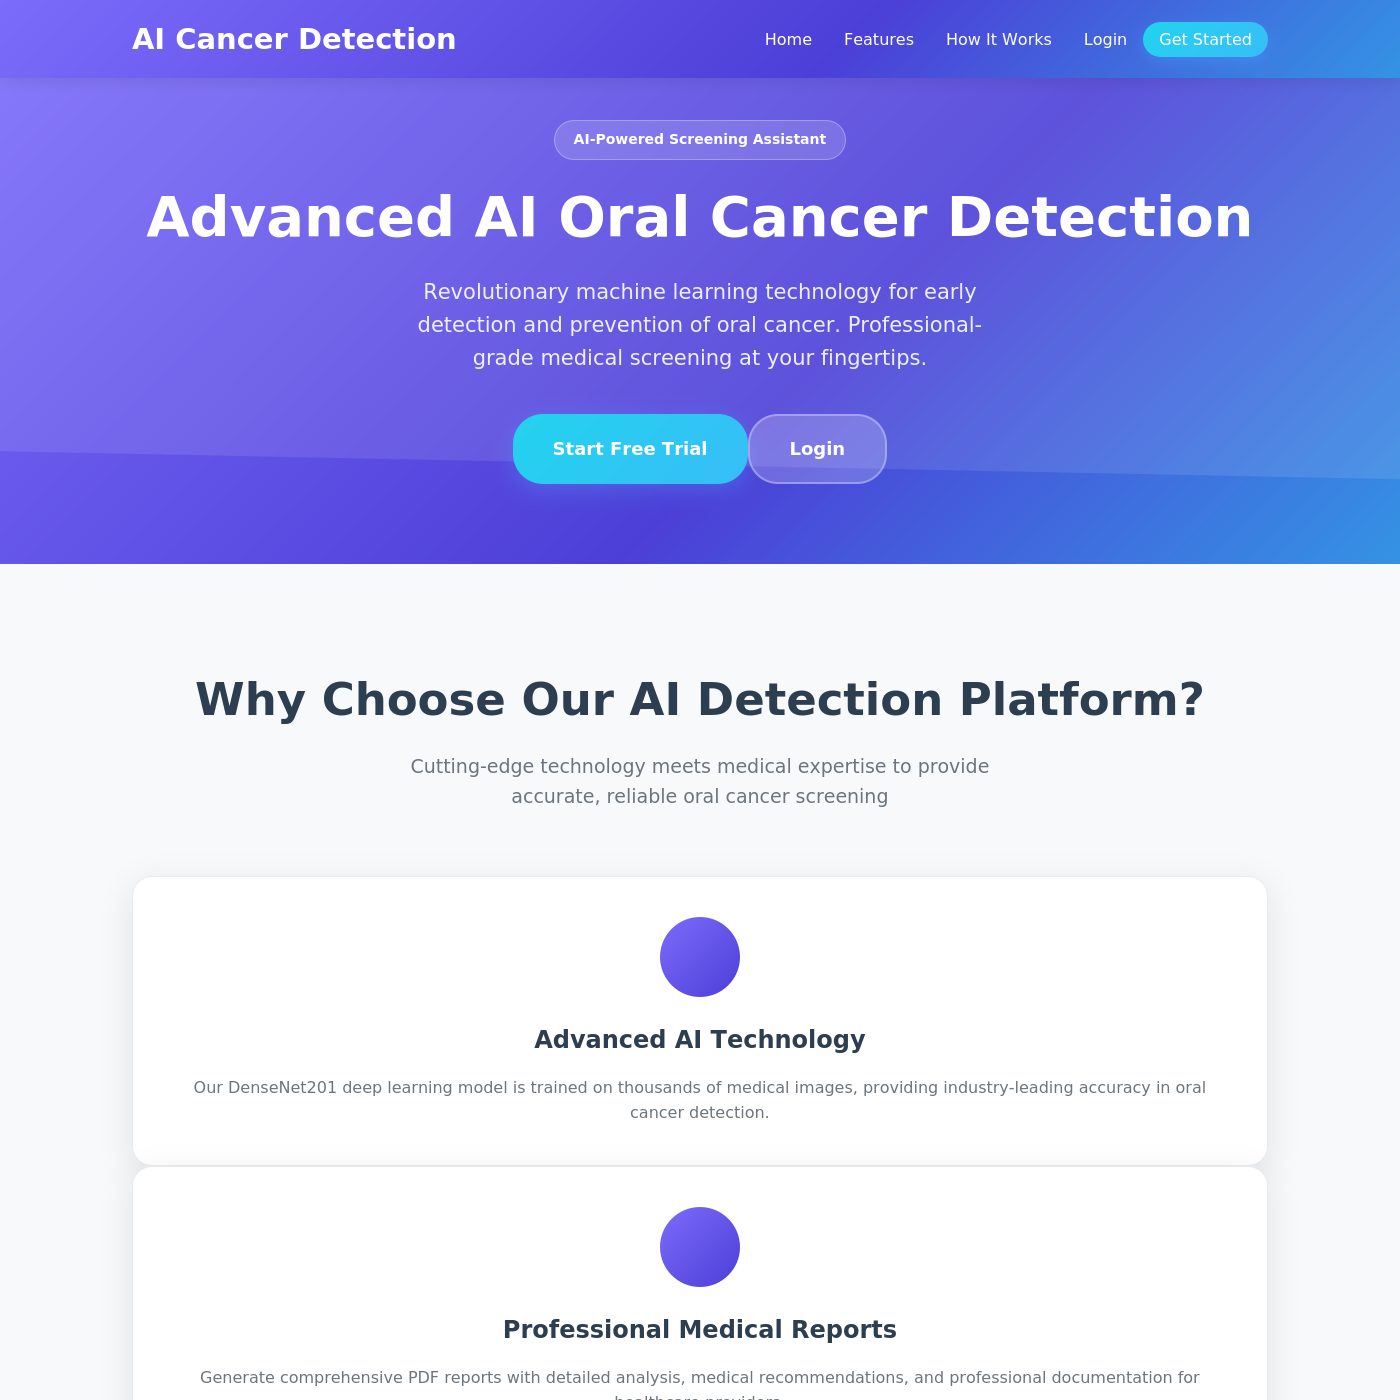 AI Cancer Detection
Home
Features
How It Works
Login
Get Started
AI-Powered Screening Assistant
Advanced AI Oral Cancer Detection
Revolutionary machine learning technology for early
detection and prevention of oral cancer. Professional-
grade medical screening at your fingertips.
Start Free Trial
Login
Why Choose Our AI Detection Platform?
Cutting-edge technology meets medical expertise to provide
accurate, reliable oral cancer screening
Advanced AI Technology
Our DenseNet201 deep learning model is trained on thousands of medical images, providing industry-leading accuracy in oral
cancer detection.
Professional Medical Reports
Generate comprehensive PDF reports with detailed analysis, medical recommendations, and professional documentation for